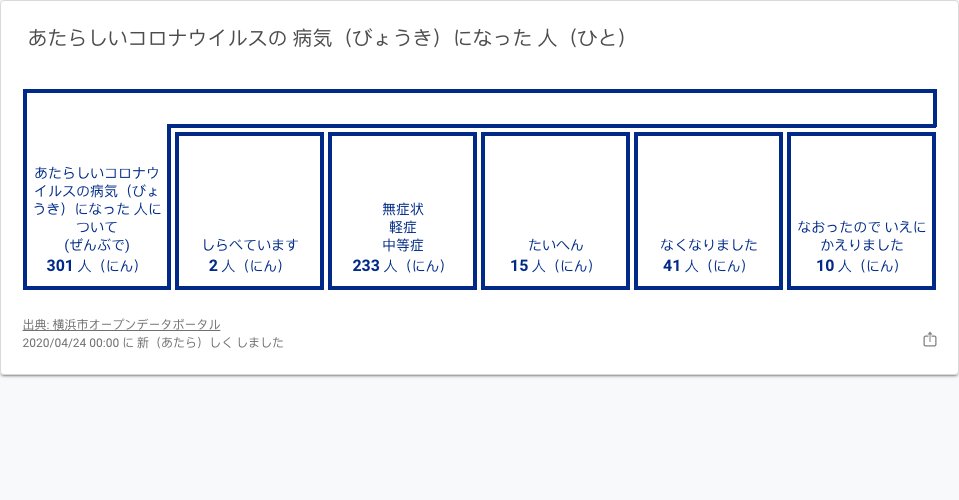 あたらしいコロナウイルスの 病気（びょうき）になった 人（ひと）
あたらしいコロナウ
イルスの病気（びょ
うき）になった 人に
ついて
(ぜんぶで)
301 人（にん）
しらべています
2 人（にん）
無症状
軽症
中等症
233 人（にん）
たいへん
15 人（にん）
なくなりました
41 人（にん）
なおったので いえに
かえりました
10 人（にん）
出典: 横浜市オープンデータポータル
2020/04/24 00:00 に 新（あたら）しく しました